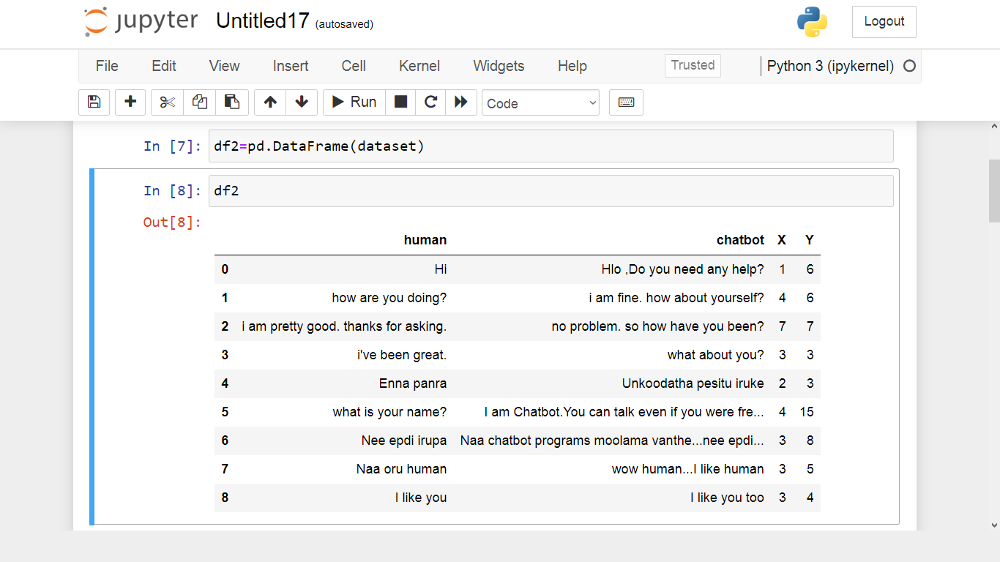 jupyter Untitled17 (autosaved) Logout
File Edit View Insert Cell Kernel Widgets Help Trusted Python 3 (ipykernel)
Run Code
In [7]: df2=pd.DataFrame(dataset)
In [8]: df2
Out[8]:
human chatbot X Y
0 Hi Hlo ,Do you need any help? 1 6
1 how are you doing? i am fine. how about yourself? 4 6
2 i am pretty good. thanks for asking. no problem. so how have you been? 7 7
3 i've been great. what about you? 3 3
4 Enna panra Unkoodatha pesitu iruke 2 3
5 what is your name? I am Chatbot.You can talk even if you were fre... 4 15
6 Nee epdi irupa Naa chatbot programs moolama vanthe...nee epdi... 3 8
7 Naa oru human wow human...I like human 3 5
8 I like you I like you too 3 4